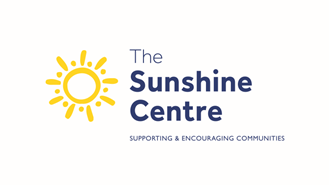 The
Sunshine
Centre
SUPPORTING & ENCOURAGING COMMUNITIES